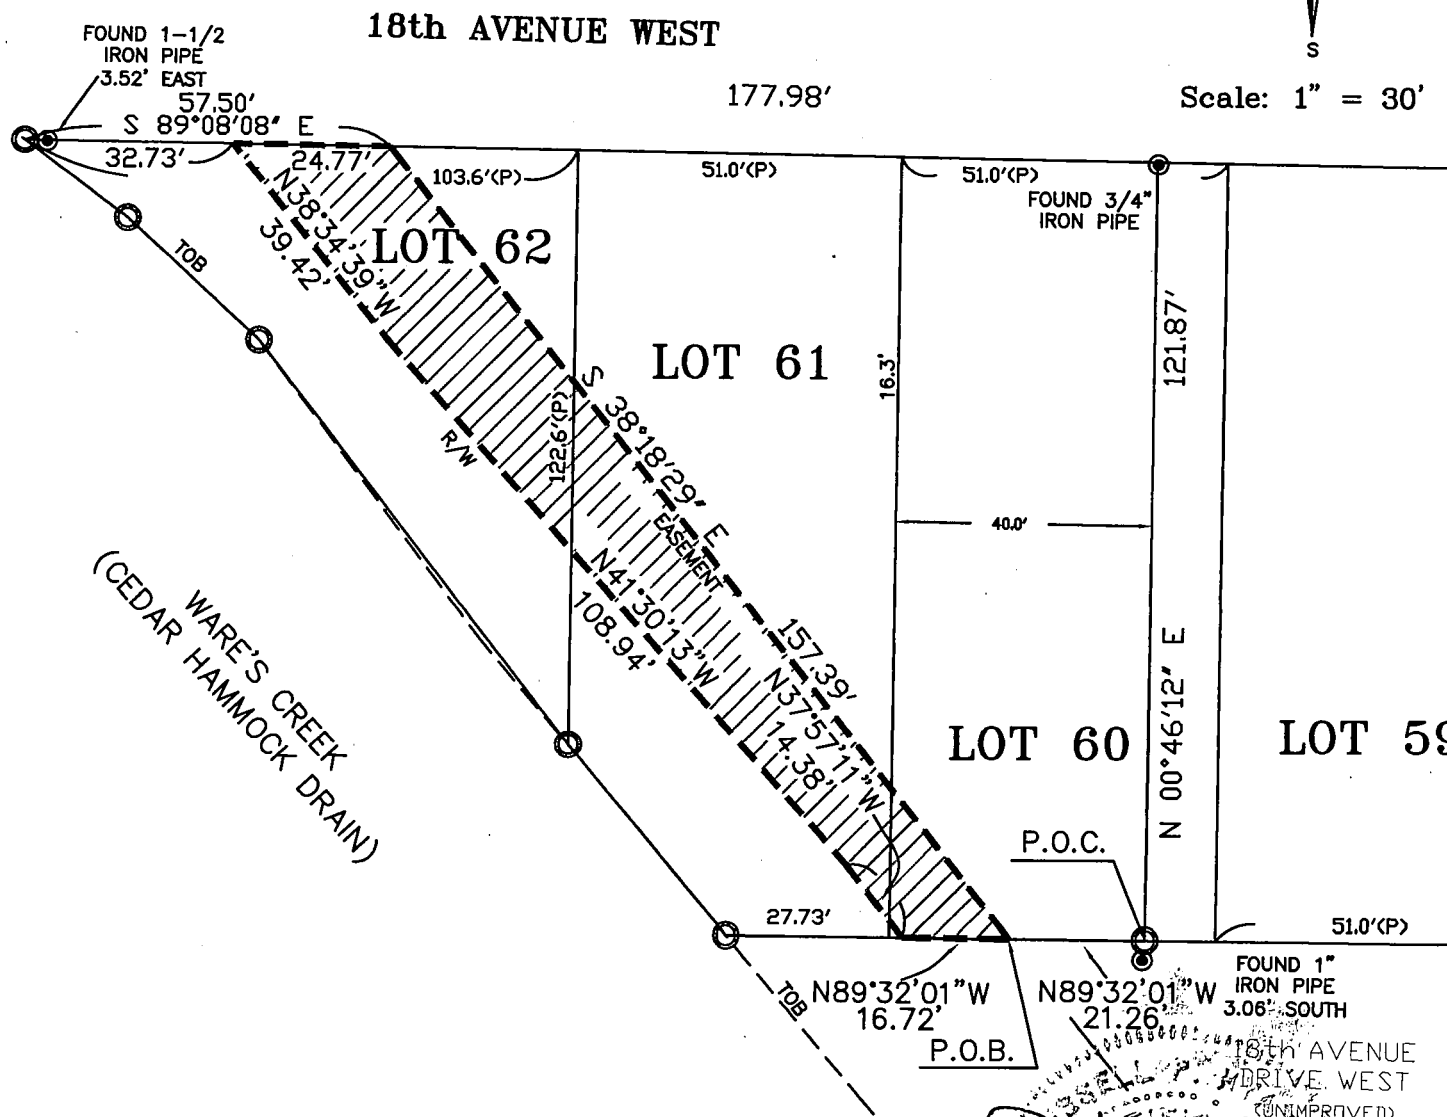 18th AVENUE WEST
FOUND 1-1/2
IRON PIPE
3.52' EAST
S
Scale: 1" = 30'
177.98'
57.50'
S 89°08'08" E
32.73'
24.77'
103.6'(P)
51.0'(P)
51.0'(P)
FOUND 3/4"
IRON PIPE
N38°34'39"W
39.42'
LOT 62
TOB
LOT 61
16.3'
121.87'
R/W
122.6'(P)
S 38°18'29" E
157.39'
EASEMENT
40.0'
N41°30'13"W
108.94'
WARE'S CREEK
(CEDAR HAMMOCK DRAIN)
N37°57'11"W
14.38'
N 00°46'12" E
LOT 60
LOT 59
P.O.C.
27.73'
51.0'(P)
N89°32'01"W
16.72'
N89°32'01"W
21.26'
FOUND 1"
IRON PIPE
3.06' SOUTH
TOB
P.O.B.
18th AVENUE
DRIVE WEST
(UNIMPROVED)